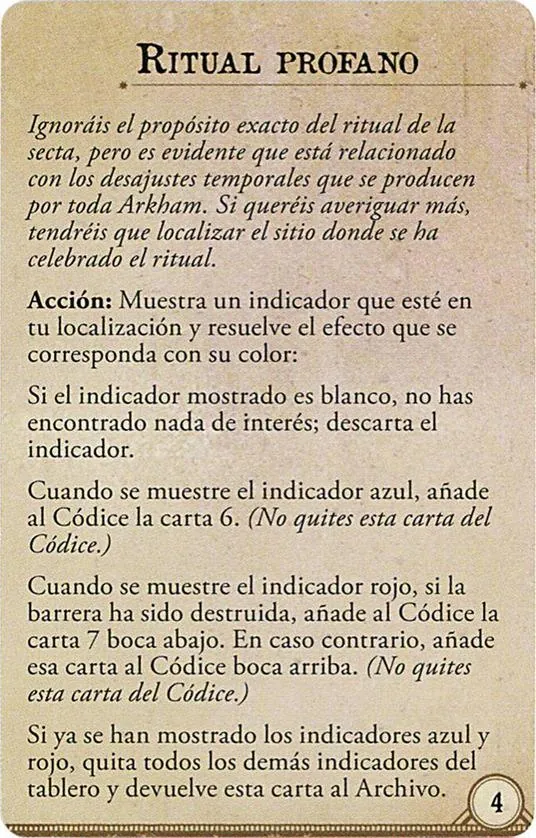 RITUAL PROFANO
Ignoráis el propósito exacto del ritual de la
secta, pero es evidente que está relacionado
con los desajustes temporales que se producen
por toda Arkham. Si queréis averiguar más,
tendréis que localizar el sitio donde se ha
celebrado el ritual.
Acción: Muestra un indicador que esté en
tu localización y resuelve el efecto que se
corresponda con su color:
Si el indicador mostrado es blanco, no has
encontrado nada de interés; descarta el
indicador.
Cuando se muestre el indicador azul, añade
al Códice la carta 6. (No quites esta carta del
Códice.)
Cuando se muestre el indicador rojo, si la
barrera ha sido destruida, añade al Códice la
carta 7 boca abajo. En caso contrario, añade
esa carta al Códice boca arriba. (No quites
esta carta del Códice.)
Si ya se han mostrado los indicadores azul y
rojo, quita todos los demás indicadores del
tablero y devuelve esta carta al Archivo.
4